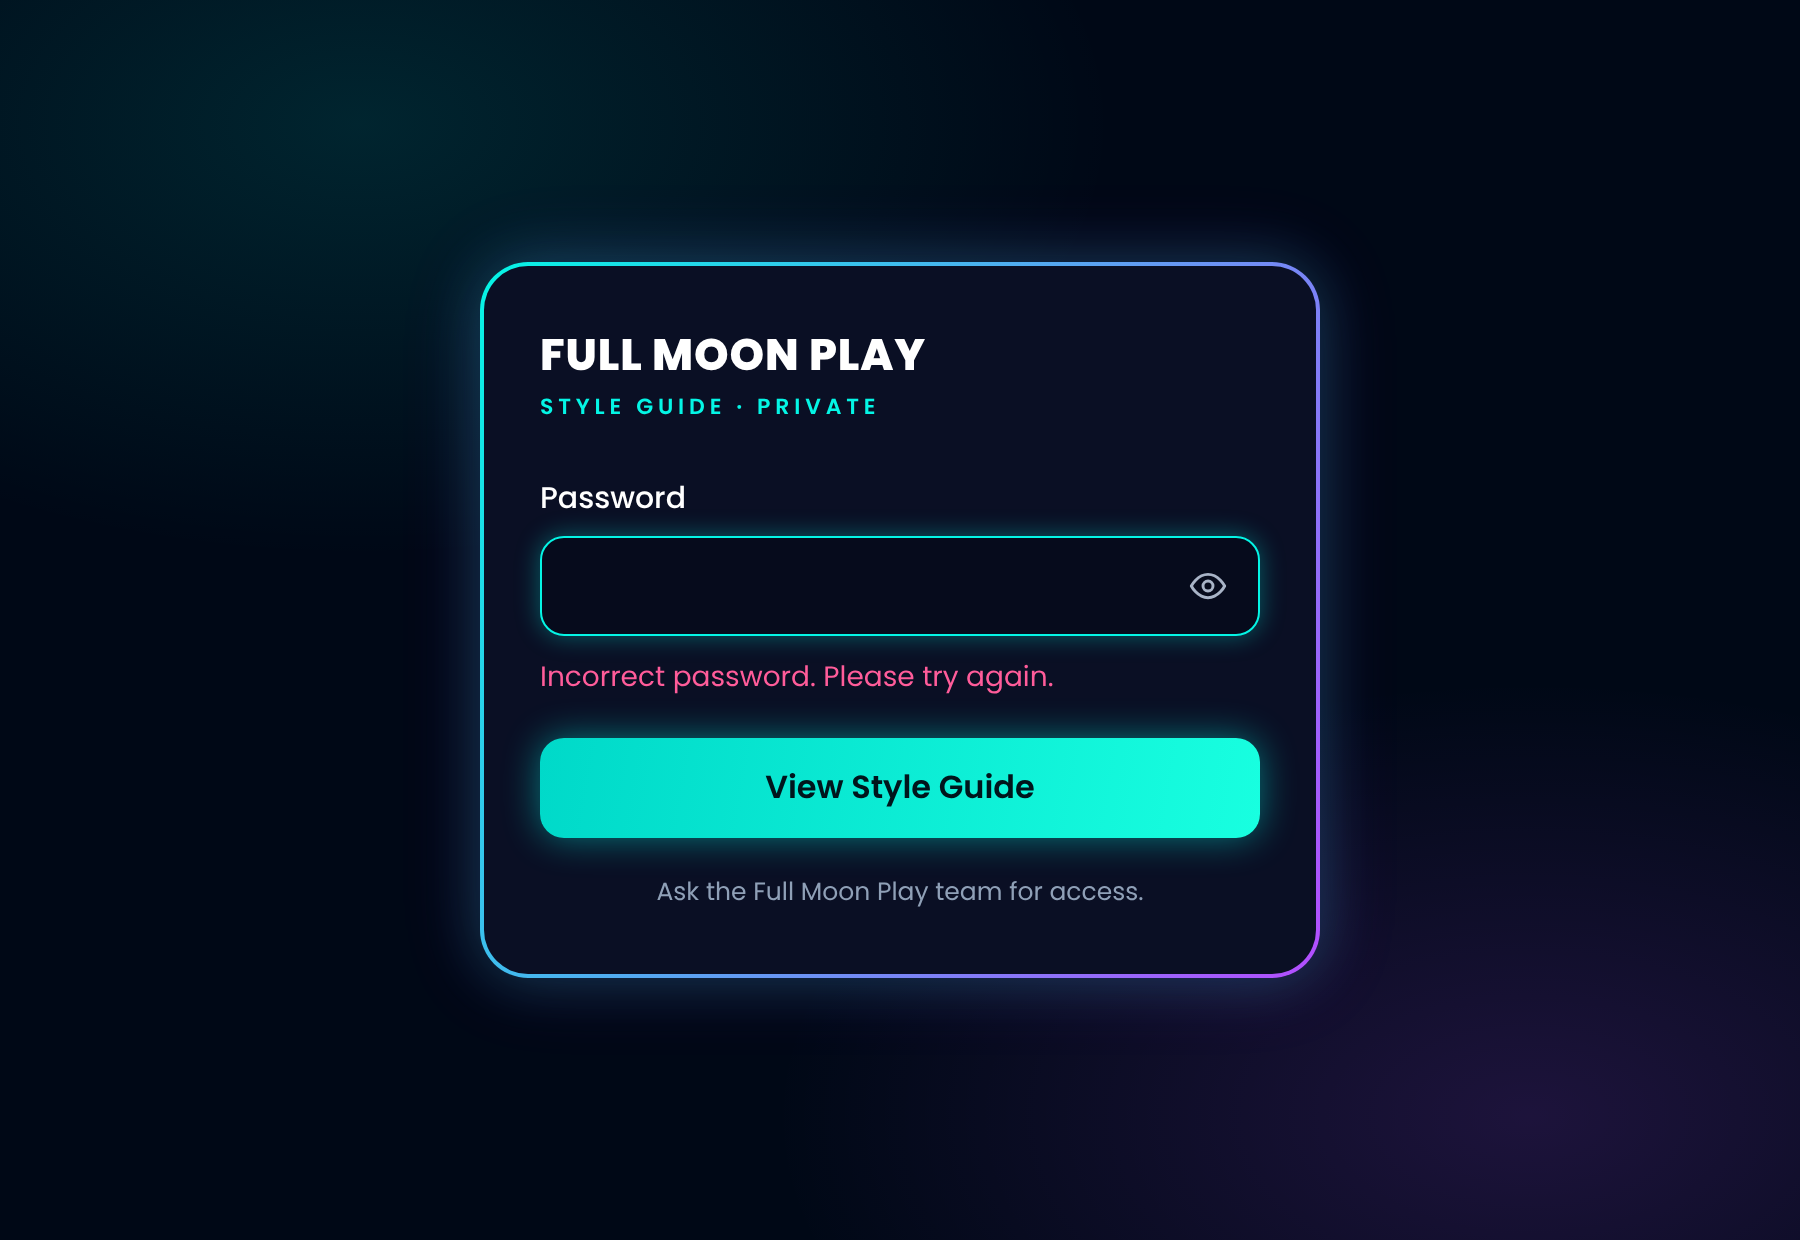 FULL MOON PLAY
STYLE GUIDE · PRIVATE
Password
Incorrect password. Please try again.
View Style Guide
Ask the Full Moon Play team for access.